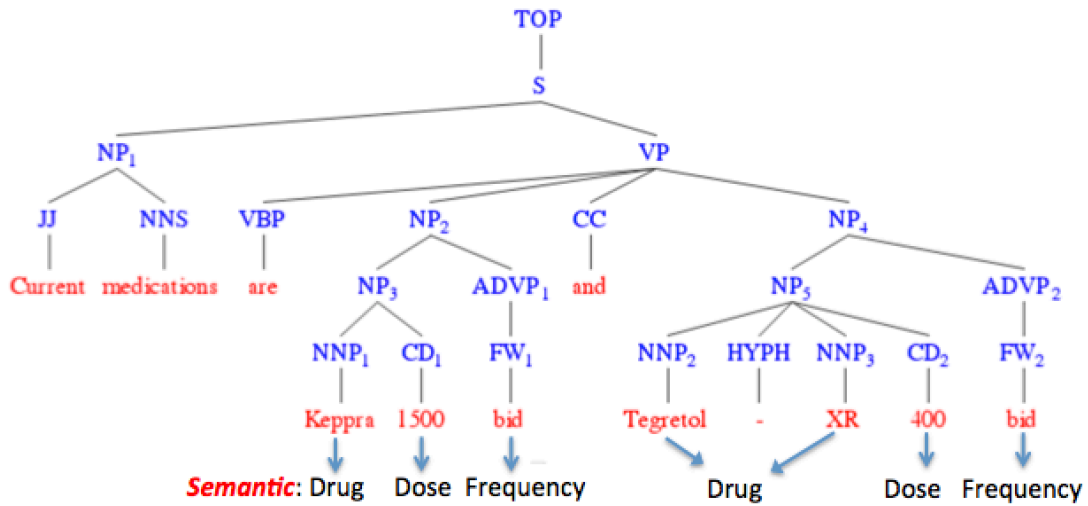 TOP
S
NP1 VP
JJ NNS VBP NP2 CC NP4
Current medications are NP3 ADVP1 and NP5 ADVP2
NNP1 CD1 FW1 NNP2 HYPH NNP3 CD2 FW2
Keppra 1500 bid Tegretol - XR 400 bid
Semantic: Drug Dose Frequency Drug Dose Frequency